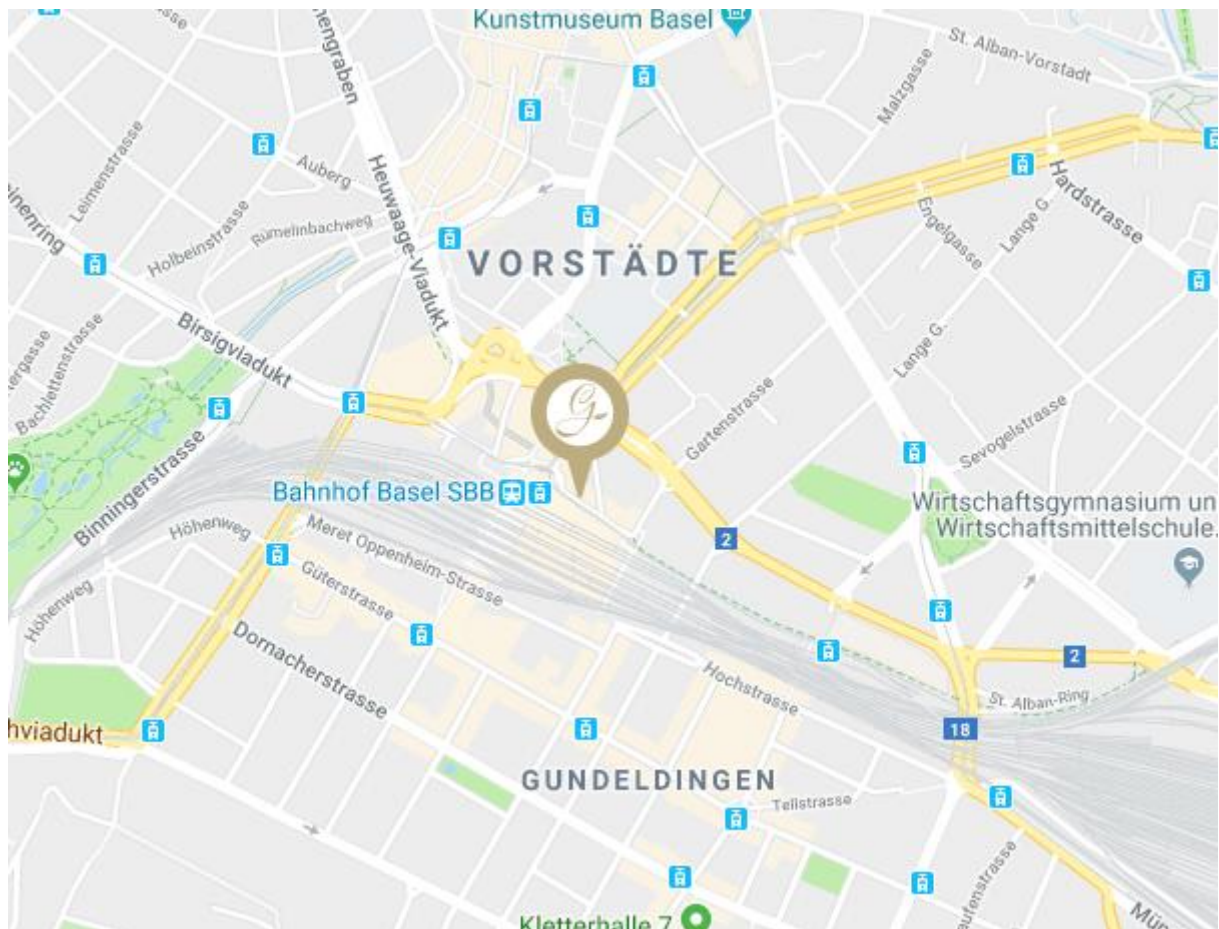 Kunstmuseum Basel
St. Alban-Vorstadt
Malzgasse
Leimenstrasse
Auberg
Heuwaage-Viadukt
Hardstrasse
Rümelinbachweg
Holbeinstrasse
Engelgasse
Lange G.
VORSTÄDTE
Birsigviadukt
Lange G.
Bachlettenstrasse
G
Gartenstrasse
Sevogelstrasse
Binningerstrasse
Bahnhof Basel SBB
Wirtschaftsgymnasium un
Wirtschaftsmittelschule.
Höhenweg
Meret Oppenheim-Strasse
2
Güterstrasse
Höhenweg
Dornacherstrasse
2
Hochstrasse
St. Alban-Ring
hviadukt
18
GUNDELDINGEN
Tellstrasse
Kletterhalle 7